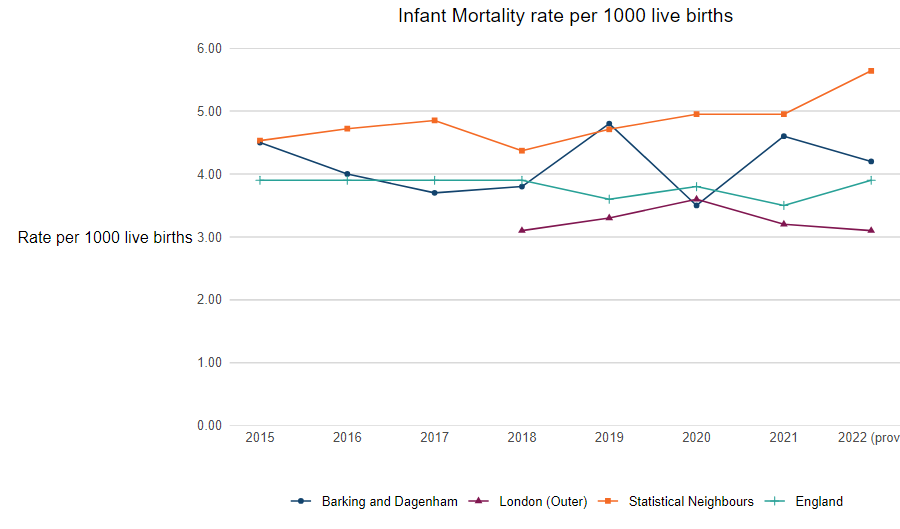 Infant Mortality rate per 1000 live births
6.00
5.00
4.00
Rate per 1000 live births 3.00
2.00
1.00
0.00
2015 2016 2017 2018 2019 2020 2021 2022 (prov
Barking and Dagenham London (Outer) Statistical Neighbours England